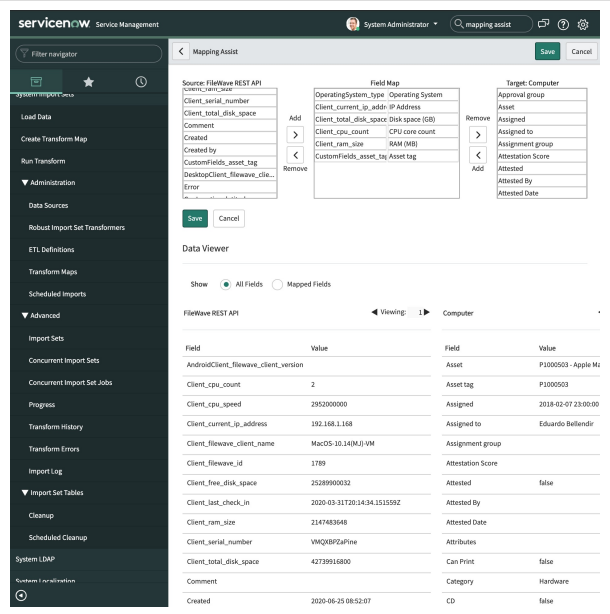 servicenow Service Management
System Administrator
mapping assist
Filter navigator
Mapping Assist
Save Cancel
System Import Sets
Load Data
Create Transform Map
Run Transform
Administration
Data Sources
Robust Import Set Transformers
ETL Definitions
Transform Maps
Scheduled Imports
Advanced
Import Sets
Concurrent Import Sets
Concurrent Import Set Jobs
Progress
Transform History
Transform Errors
Import Log
Import Set Tables
Cleanup
Scheduled Cleanup
System LDAP
System Localization
Source: FileWave REST API
Client_ram_size
Client_serial_number
Client_total_disk_space
Comment
Created
Created by
CustomFields_asset_tag
DesktopClient_filewave_clie...
Error
Add
Remove
Field Map
OperatingSystem_type Operating System
Client_current_ip_addr IP Address
Client_total_disk_space Disk space (GB)
Client_cpu_count CPU core count
Client_ram_size RAM (MB)
CustomFields_asset_tag Asset tag
Remove
Add
Target: Computer
Approval group
Asset
Assigned
Assigned to
Assignment group
Attestation Score
Attested
Attested By
Attested Date
Save Cancel
Data Viewer
Show All Fields Mapped Fields
FileWave REST API Viewing: 1 Computer
Field Value Field Value
AndroidClient_filewave_client_version Asset P1000503 - Apple Ma
Client_cpu_count 2 Asset tag P1000503
Client_cpu_speed 2952000000 Assigned 2018-02-07 23:00:00
Client_current_ip_address 192.168.1.168 Assigned to Eduardo Bellendir
Client_filewave_client_name MacOS-10.14(MJ)-VM Assignment group
Client_filewave_id 1789 Attestation Score
Client_free_disk_space 25289900032 Attested false
Client_last_check_in 2020-03-31T20:14:34.151559Z Attested By
Client_ram_size 2147483648 Attested Date
Client_serial_number VMQXBPZaPine Attributes
Client_total_disk_space 42739916800 Can Print false
Comment Category Hardware
Created 2020-06-25 08:52:07 CD false